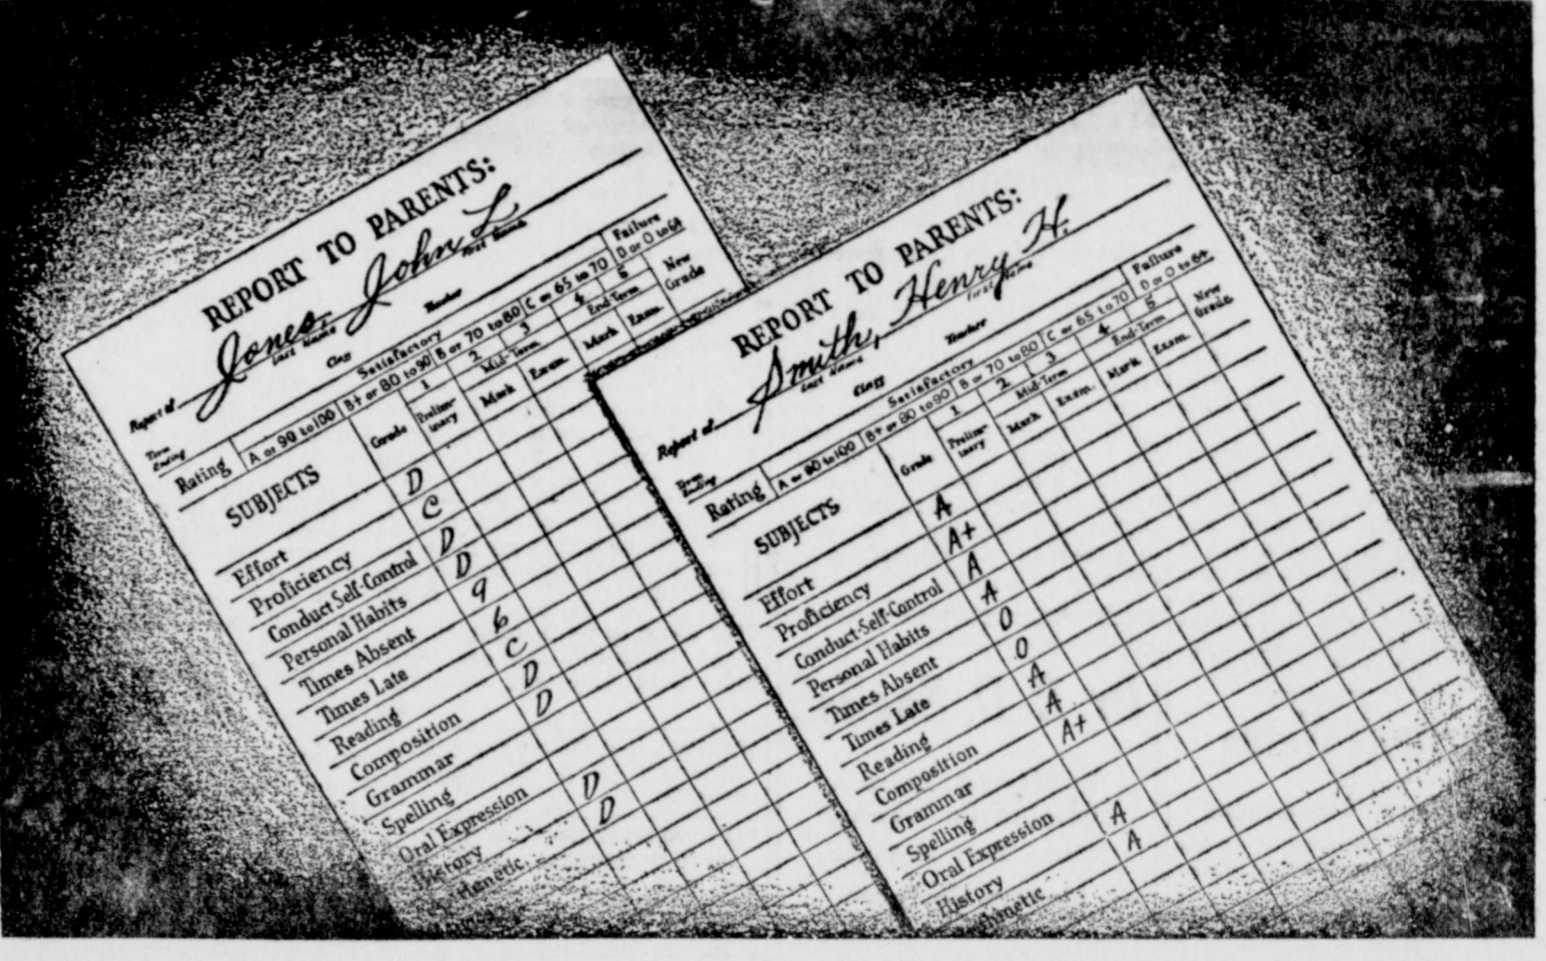 REPORT TO PARENTS:
Report of Jones, John L
Last Name First Name
Class Teacher
Term Ending
Satisfactory Failure
Rating A or 90 to 100 B+ or 80 to 90 B or 70 to 80 C or 65 to 70 D or 0 to 64
SUBJECTS Grade 1 2 3 4 5 New Grade
Preliminary Mid-Term End-Term
Mark Exam. Mark Exam.
Effort D
Proficiency C
Conduct-Self-Control D
Personal Habits D
Times Absent 9
Times Late 6
Reading C
Composition D
Grammar D
Spelling
Oral Expression
History D
hmetic D
REPORT TO PARENTS:
Report of Smith, Henry H.
Last Name First Name
Class Teacher
Term Ending
Satisfactory Failure
Rating A or 90 to 100 B+ or 80 to 90 B or 70 to 80 C or 65 to 70 D or 0 to 64
SUBJECTS Grade 1 2 3 4 5 New Grade
Preliminary Mid-Term End-Term
Mark Exam. Mark Exam.
Effort A
Proficiency A+
Conduct-Self-Control A
Personal Habits A
Times Absent 0
Times Late 0
Reading A
Composition A
Grammar A+
Spelling
Oral Expression
History A
hmetic A